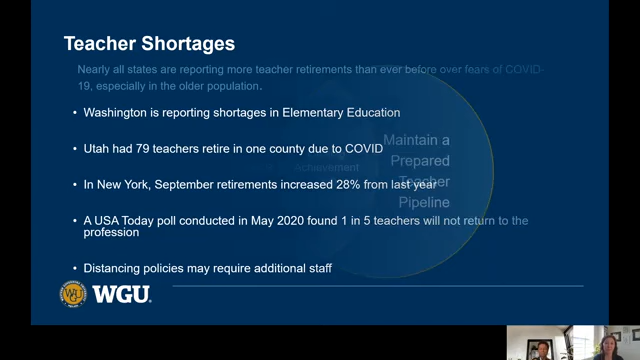 Teacher Shortages
Nearly all states are reporting more teacher retirements than ever before over fears of COVID-
19, especially in the older population.
• Washington is reporting shortages in Elementary Education
• Utah had 79 teachers retire in one county due to COVID
Achievement
• In New York, September retirements increased 28% from last year
• A USA Today poll conducted in May 2020 found 1 in 5 teachers will not return to the
profession
• Distancing policies may require additional staff
Maintain a
Prepared
Teacher
Pipeline
WGU
WGU.